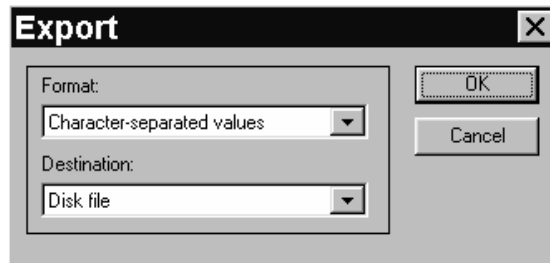 Export
Format:
Character-separated values
Destination:
Disk file
OK
Cancel